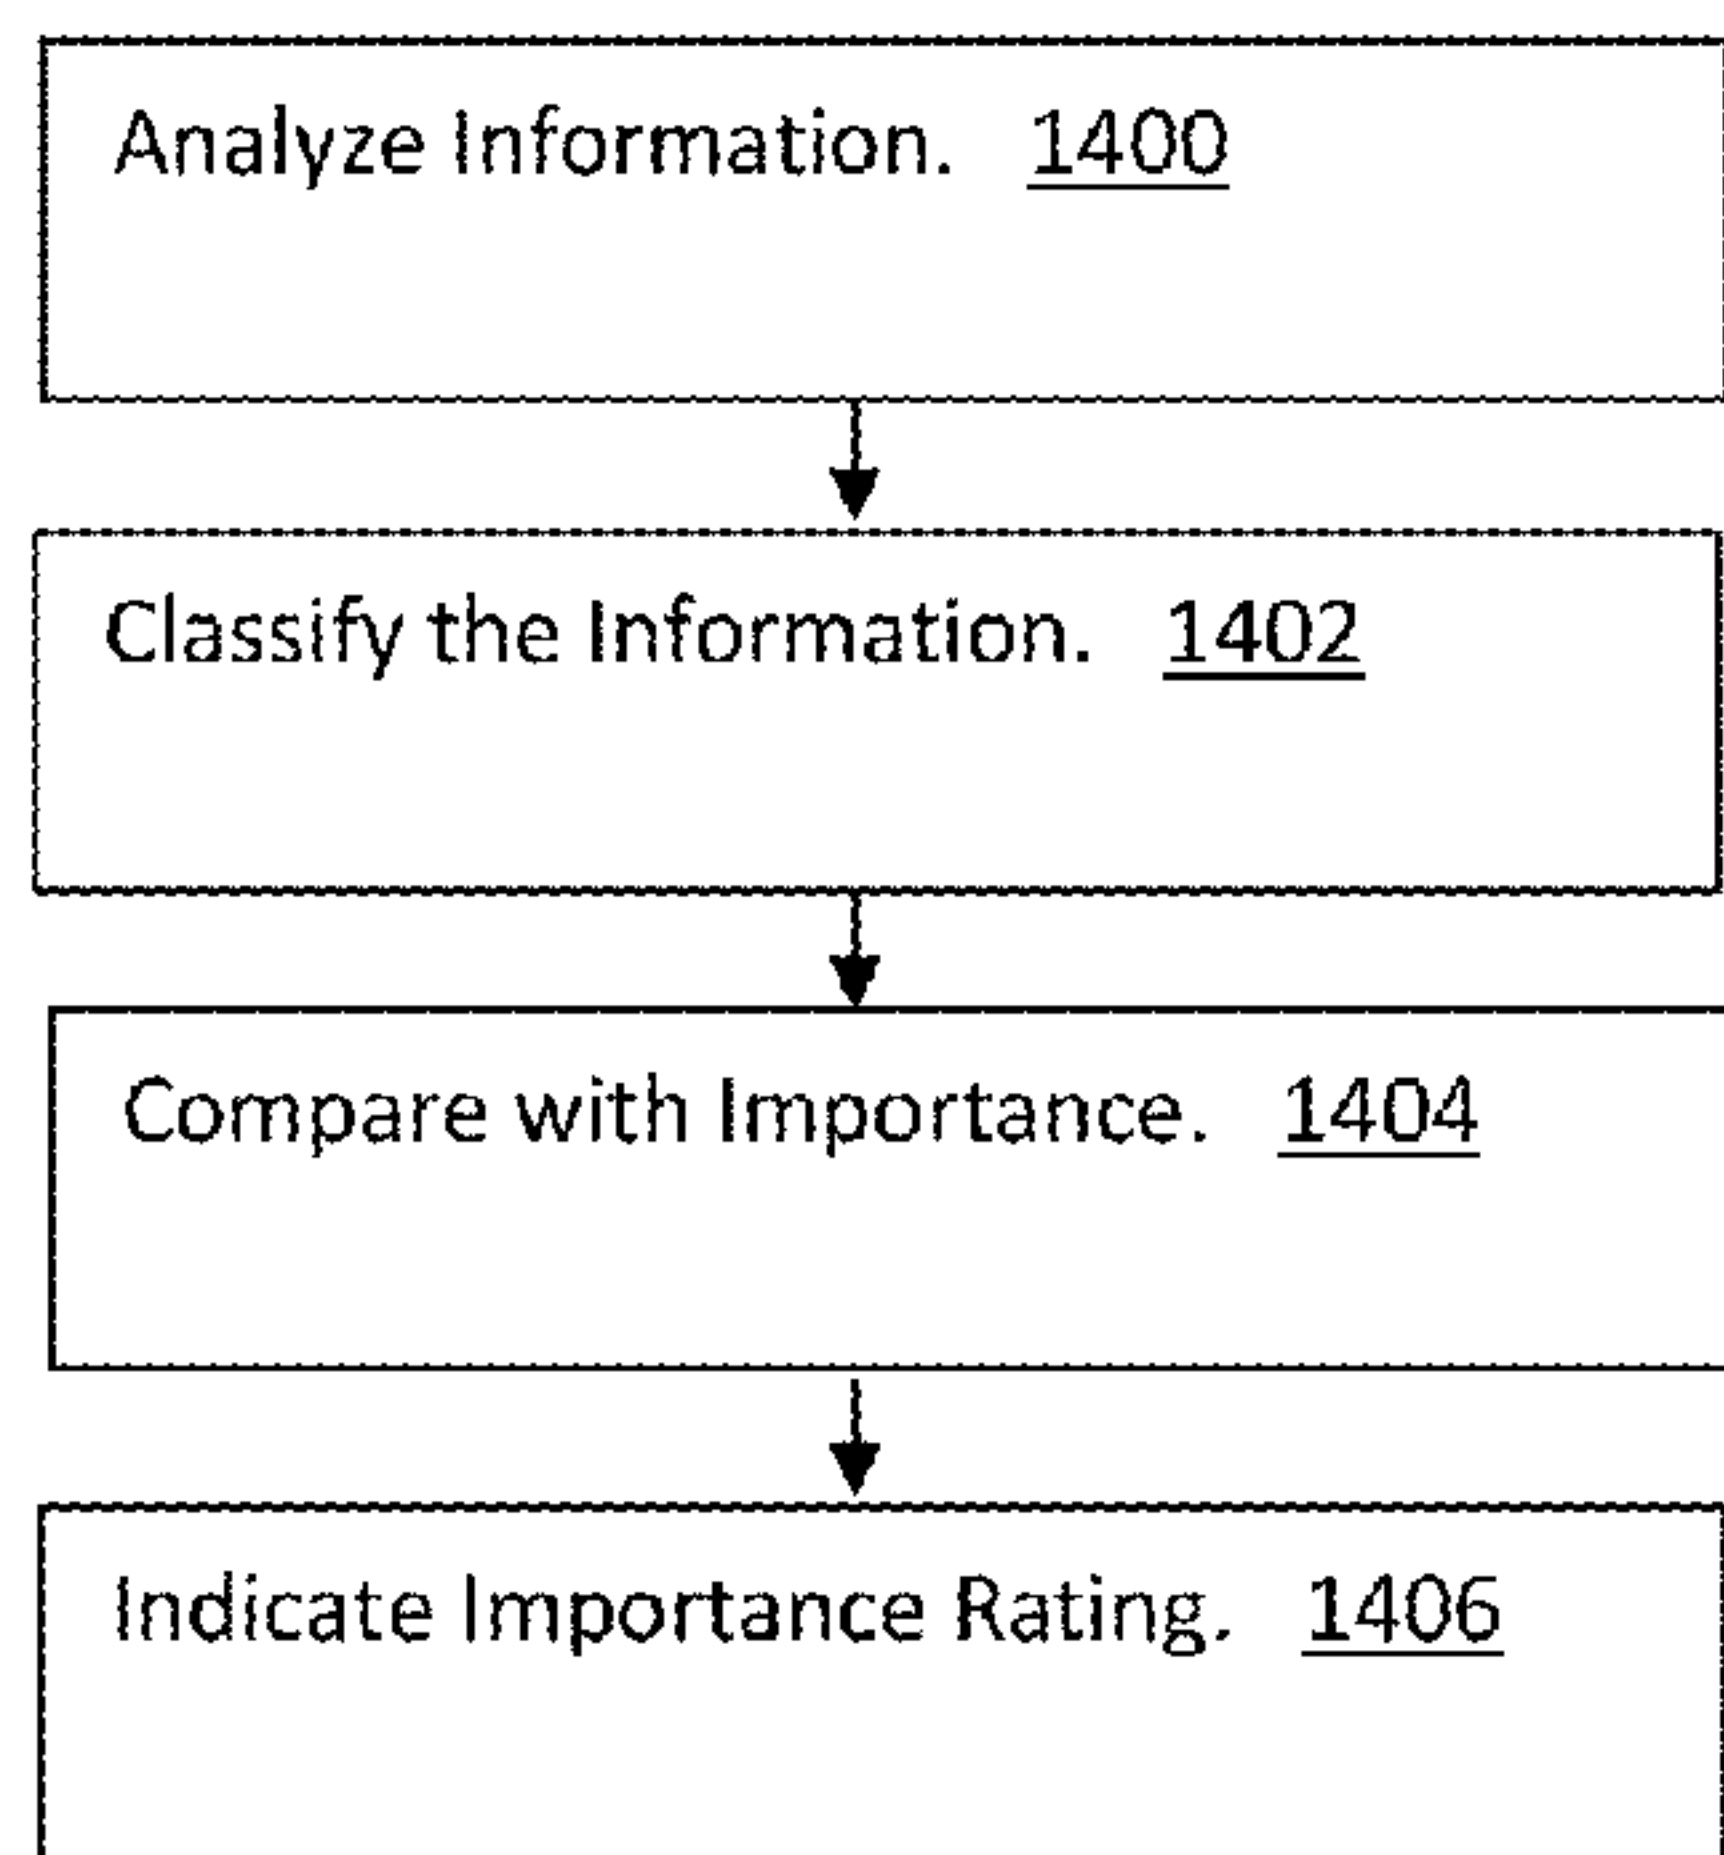 Analyze Information. 1400
Classify the Information. 1402
Compare with Importance. 1404
Indicate Importance Rating. 1406